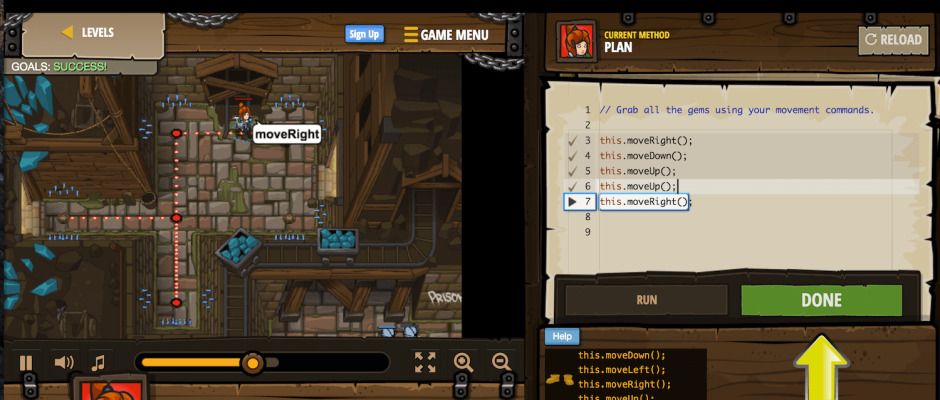 LEVELS
Sign Up
GAME MENU
GOALS: SUCCESS!
moveRight
CURRENT METHOD
PLAN
RELOAD
1 // Grab all the gems using your movement commands.
2
3 this.moveRight();
4 this.moveDown();
5 this.moveUp();
6 this.moveUp();
7 this.moveRight();
8
9
RUN
DONE
Help
this.moveDown();
this.moveLeft();
this.moveRight();
this.moveUp();